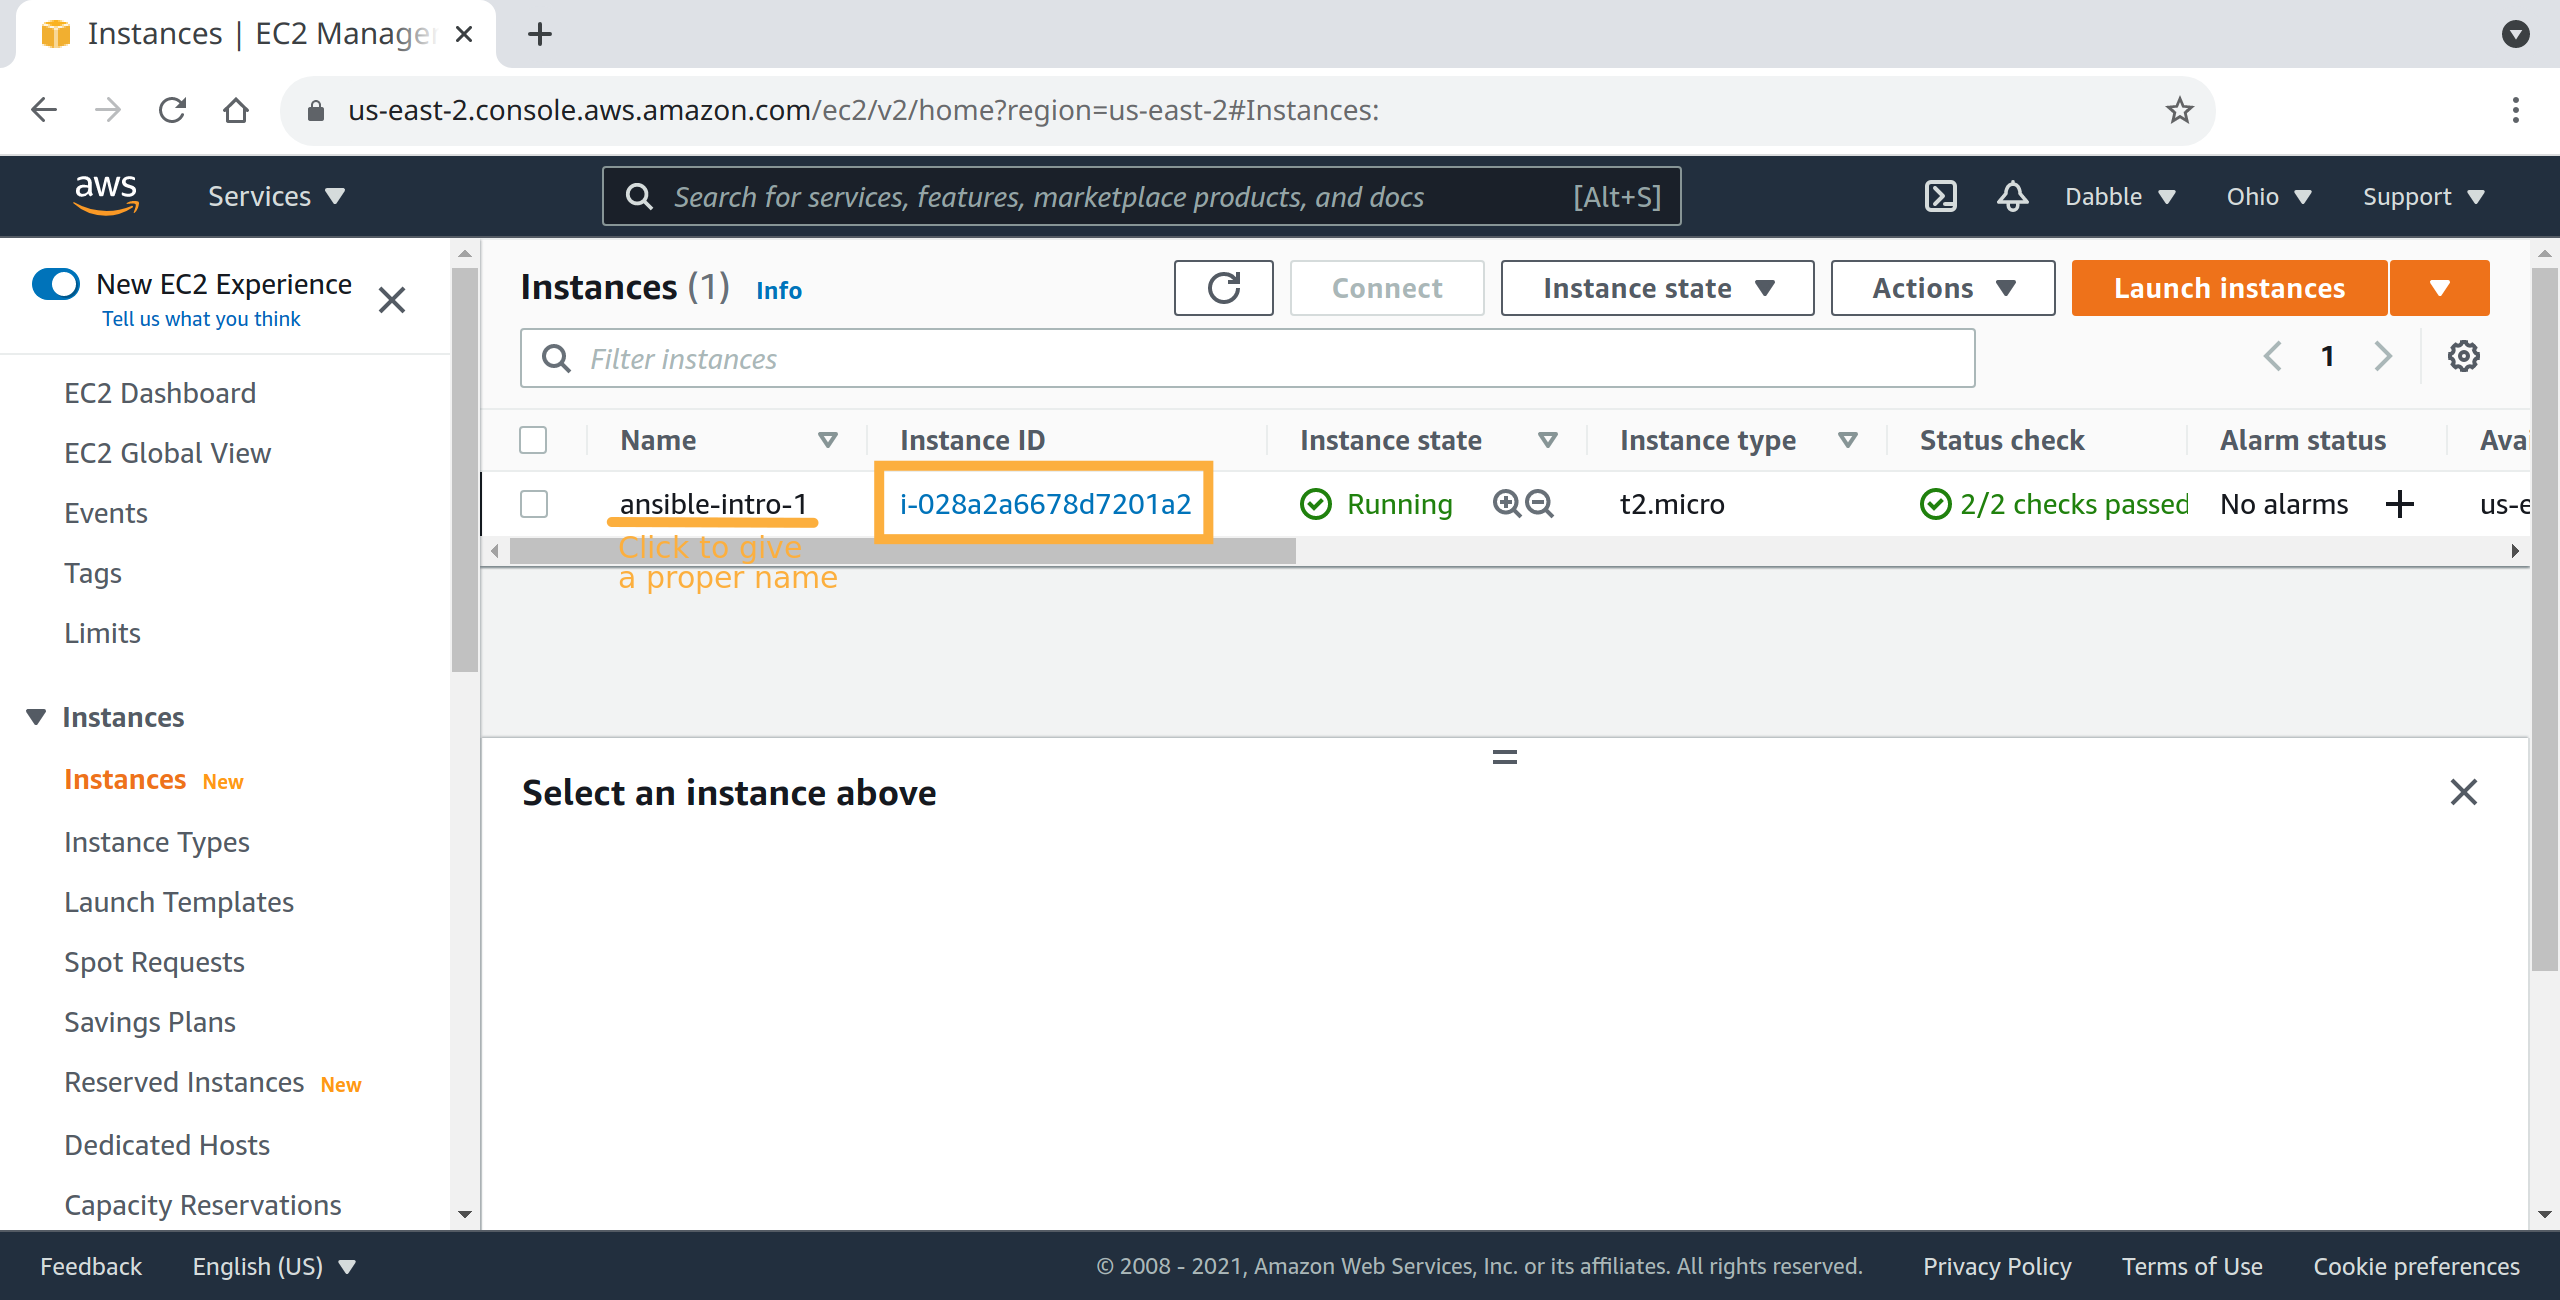 Instances | EC2 Manage
us-east-2.console.aws.amazon.com/ec2/v2/home?region=us-east-2#Instances:
aws
Services
Search for services, features, marketplace products, and docs [Alt+S]
Dabble
Ohio
Support
New EC2 Experience
Tell us what you think
EC2 Dashboard
EC2 Global View
Events
Tags
Limits
Instances
Instances New
Instance Types
Launch Templates
Spot Requests
Savings Plans
Reserved Instances New
Dedicated Hosts
Capacity Reservations
Instances (1) Info
Connect
Instance state
Actions
Launch instances
Filter instances
1
Name Instance ID Instance state Instance type Status check Alarm status Ava
ansible-intro-1 i-028a2a6678d7201a2 Running t2.micro 2/2 checks passed No alarms us-e
Click to give
a proper name
Select an instance above
Feedback English (US) © 2008 - 2021, Amazon Web Services, Inc. or its affiliates. All rights reserved. Privacy Policy Terms of Use Cookie preferences